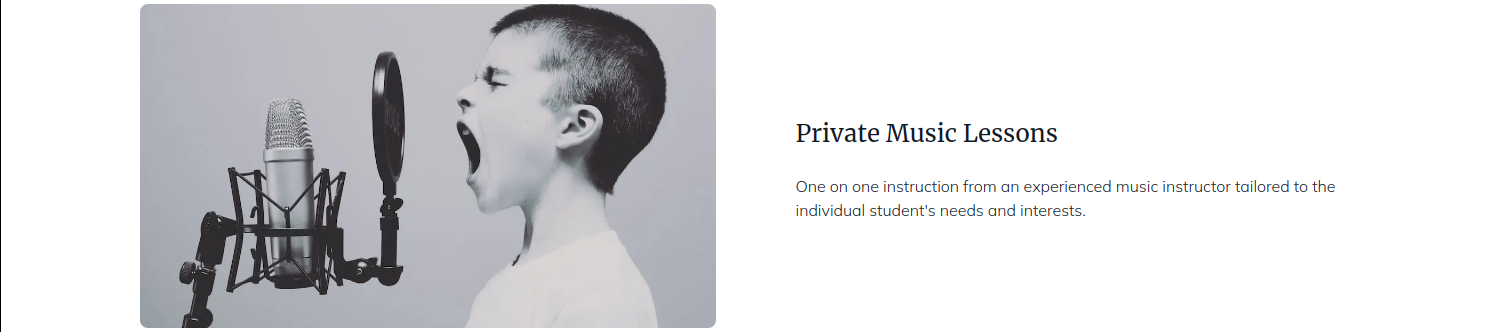 Private Music Lessons
One on one instruction from an experienced music instructor tailored to the
individual student's needs and interests.